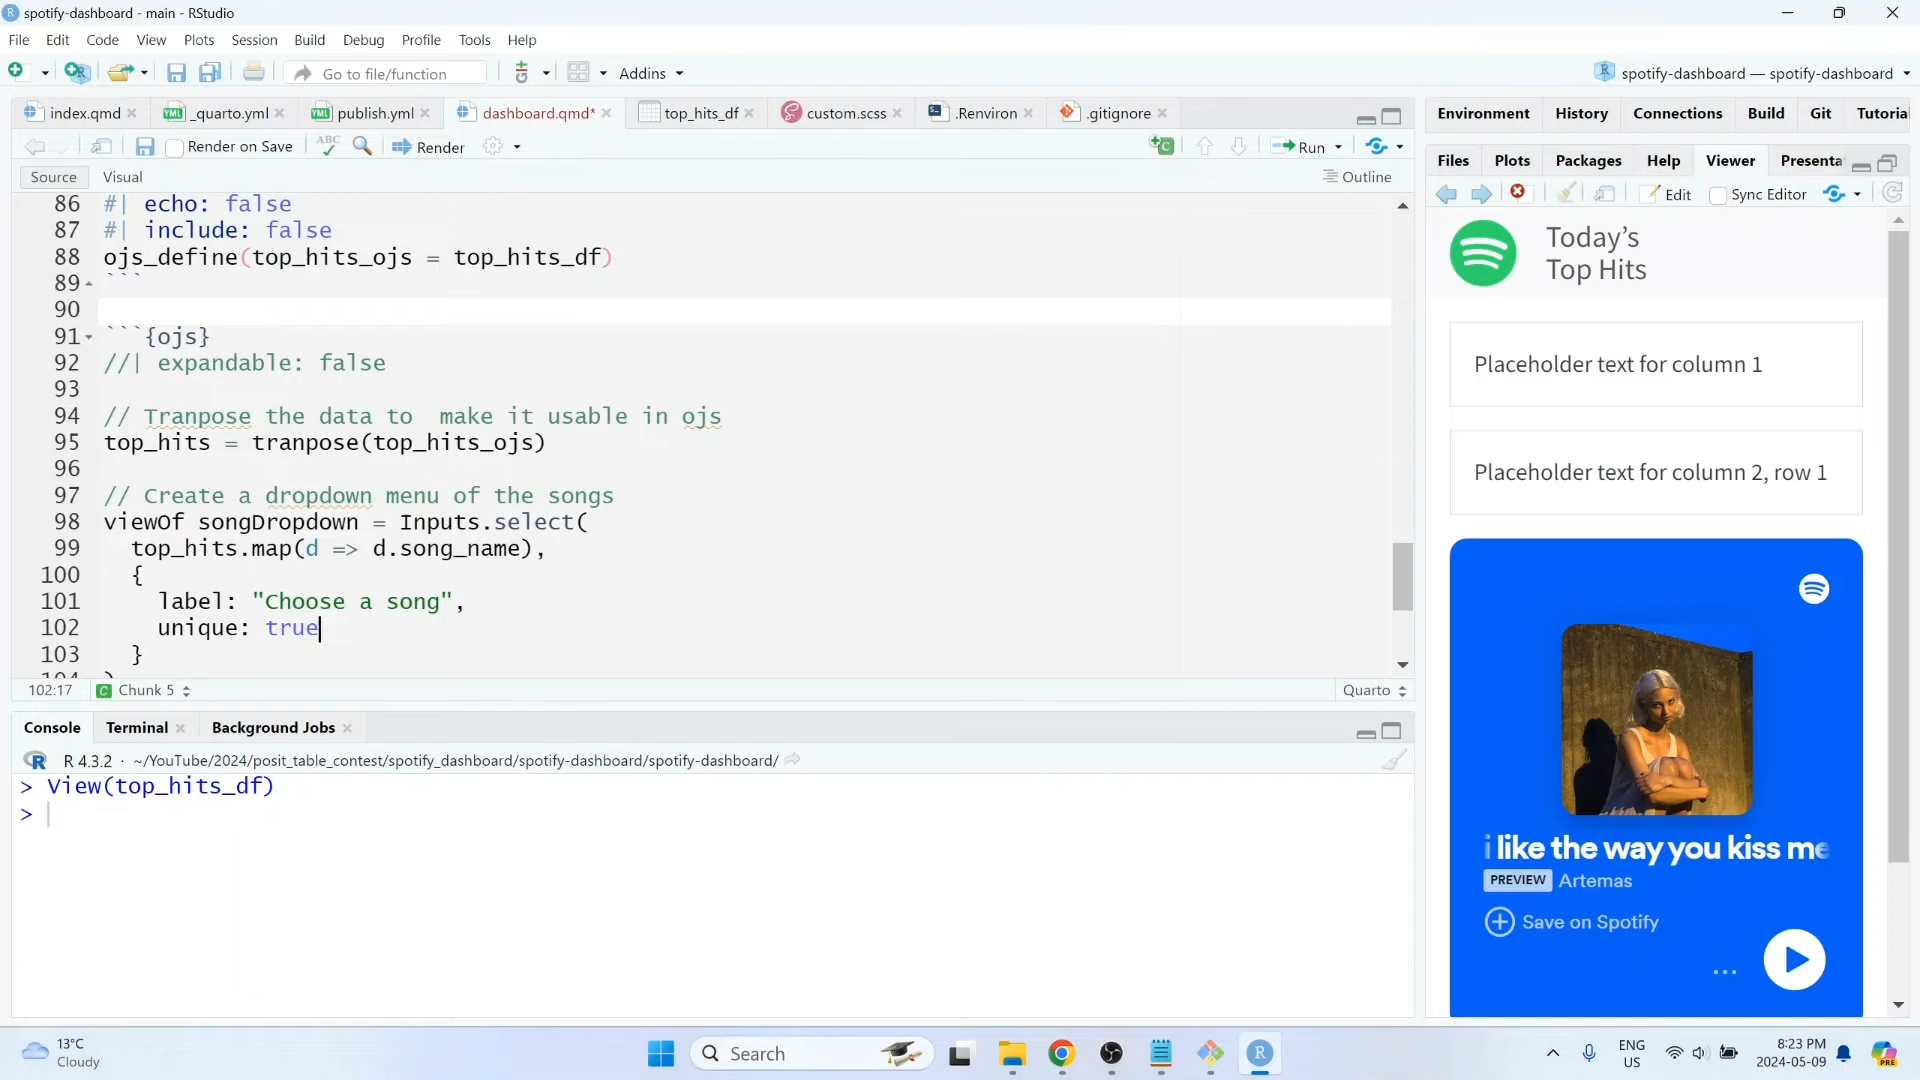 spotify-dashboard - main - RStudio
File Edit Code View Plots Session Build Debug Profile Tools Help
Go to file/function Addins spotify-dashboard — spotify-dashboard
index.qmd _quarto.yml publish.yml dashboard.qmd* top_hits_df custom.scss .Renviron .gitignore
Render on Save ABC Render Run
Source Visual Outline
86 #| echo: false
87 #| include: false
88 ojs_define(top_hits_ojs = top_hits_df)
89 ```
90
91 ```{ojs}
92 //| expandable: false
93
94 // Tranpose the data to  make it usable in ojs
95 top_hits = tranpose(top_hits_ojs)
96
97 // Create a dropdown menu of the songs
98 viewOf songDropdown = Inputs.select(
99 top_hits.map(d => d.song_name),
100 {
101 label: "Choose a song",
102 unique: true
103 }
104 )
102:17 C Chunk 5 Quarto
Console Terminal Background Jobs
R 4.3.2 · ~/YouTube/2024/posit_table_contest/spotify_dashboard/spotify-dashboard/spotify-dashboard/
> View(top_hits_df)
>
Environment History Connections Build Git Tutorial
Files Plots Packages Help Viewer Presenta
Edit Sync Editor
Today’s
Top Hits
Placeholder text for column 1
Placeholder text for column 2, row 1
i like the way you kiss me
PREVIEW Artemas
Save on Spotify
13°C
Cloudy
Search
ENG
US
8:23 PM
2024-05-09
PRE